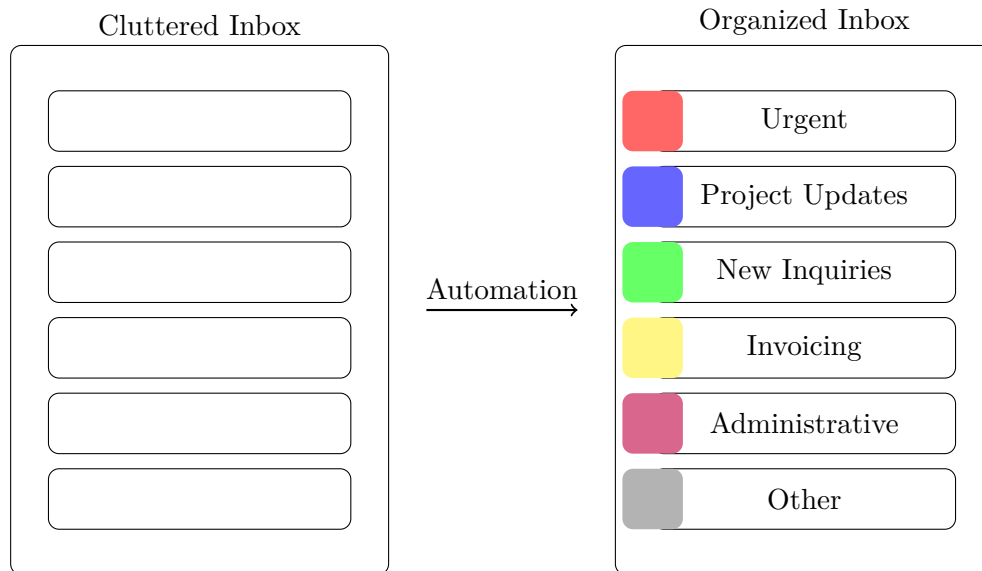 Cluttered Inbox
Organized Inbox
Urgent
Project Updates
New Inquiries
Automation
Invoicing
Administrative
Other